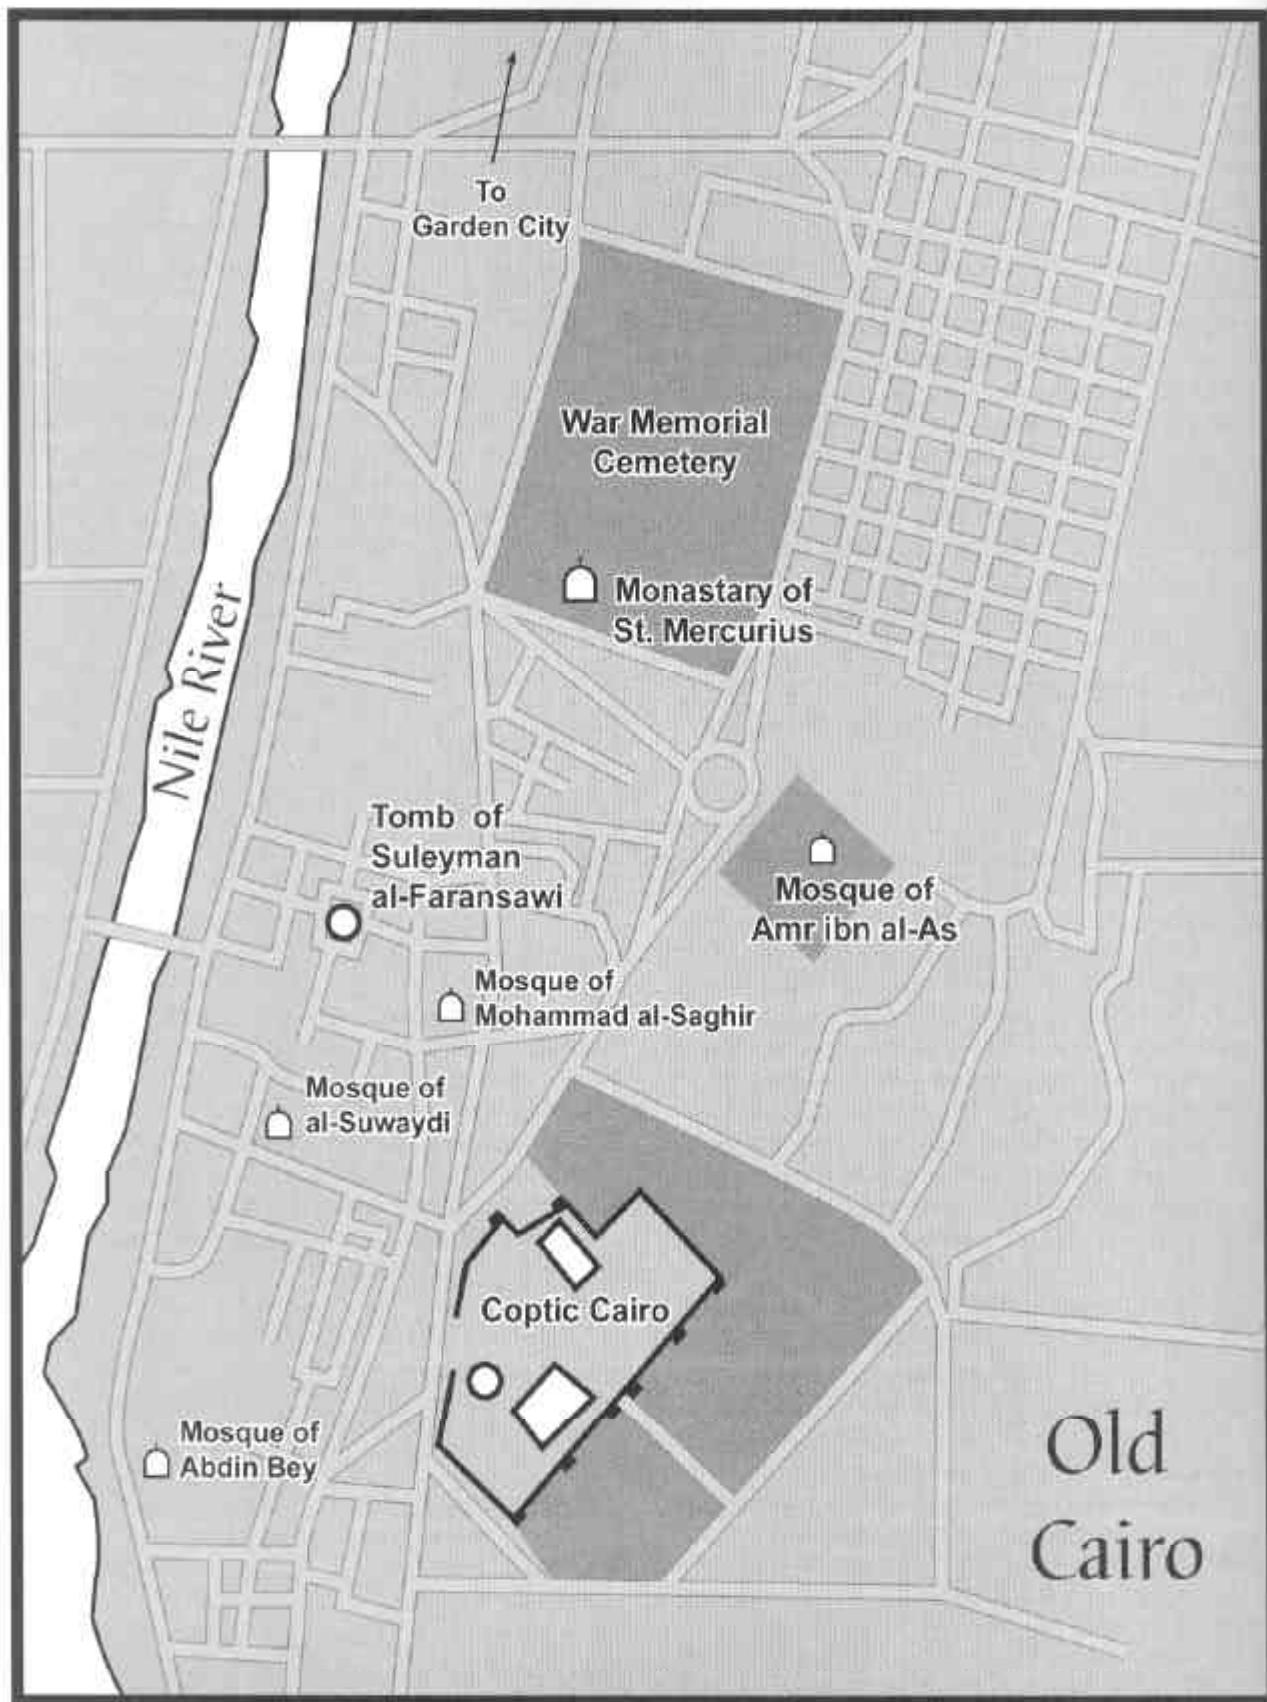 To
Garden City
War Memorial
Cemetery
Monastary of
St. Mercurius
Nile River
Tomb of
Suleyman
al-Faransawi
Mosque of
Amr ibn al-As
Mosque of
Mohammad al-Saghir
Mosque of
al-Suwaydi
Coptic Cairo
Mosque of
Abdin Bey
Old
Cairo